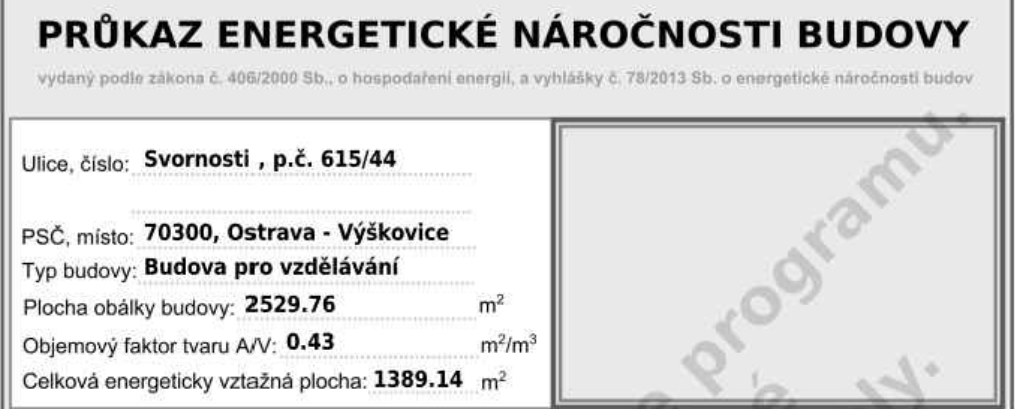 PRŮKAZ ENERGETICKÉ NÁROČNOSTI BUDOVY
vydaný podle zákona č. 406/2000 Sb., o hospodaření energií, a vyhlášky č. 78/2013 Sb. o energetické náročnosti budov
Ulice, číslo: Svornosti , p.č. 615/44
PSČ, místo: 70300, Ostrava - Výškovice
Typ budovy: Budova pro vzdělávání
Plocha obálky budovy: 2529.76 m²
Objemový faktor tvaru A/V: 0.43 m²/m³
Celková energeticky vztažná plocha: 1389.14 m²
programu.